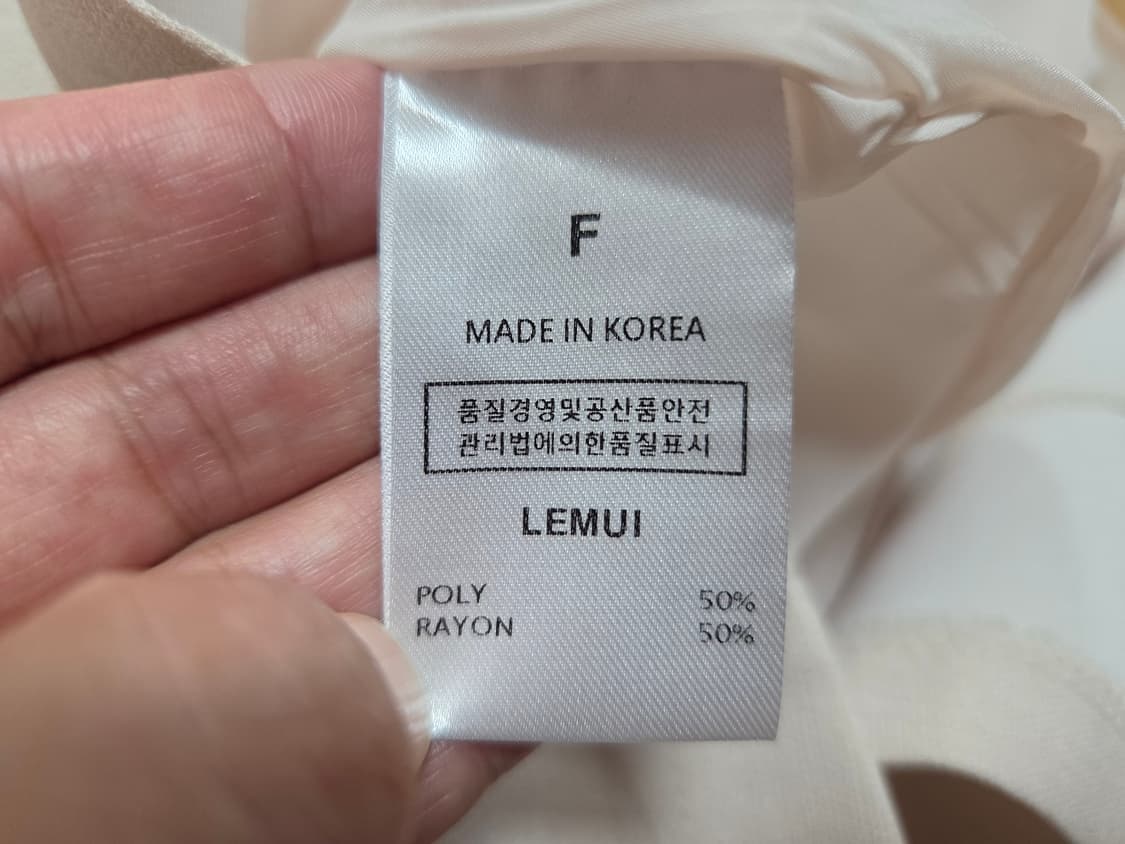 F
MADE IN KOREA
품질경영및공산품안전
관리법에의한품질표시
LEMUI
POLY 50%
RAYON 50%